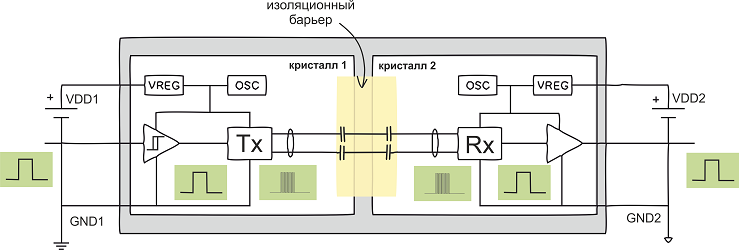 изоляционный
барьер
кристалл 1 кристалл 2
VREG OSC OSC VREG
+ VDD1 + VDD2
Tx Rx
GND1 GND2